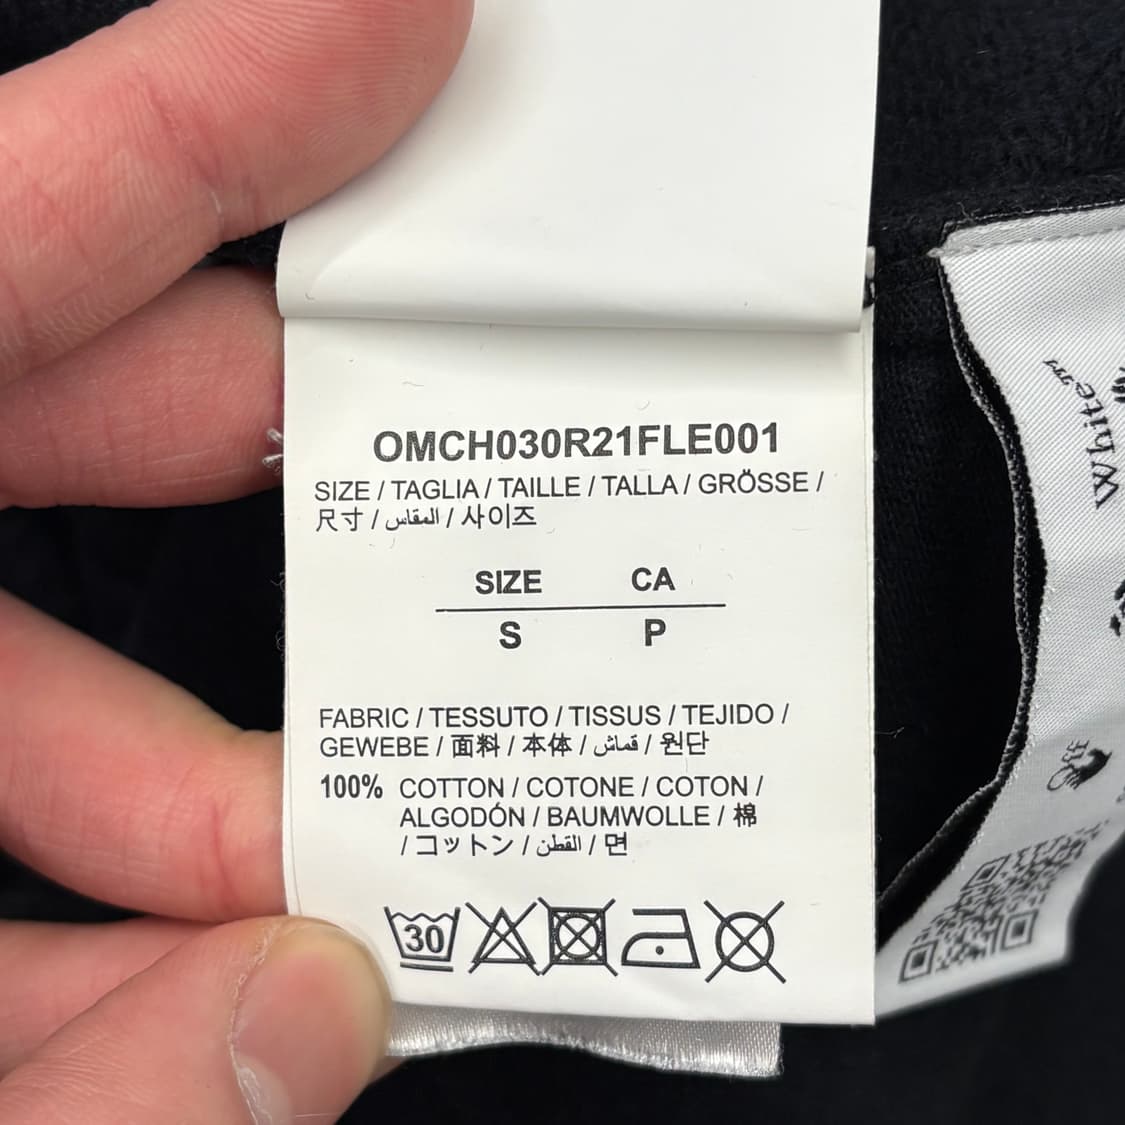 OMCH030R21FLE001
SIZE / TAGLIA / TAILLE / TALLA / GRÖSSE /
尺寸 / المقاس / 사이즈
SIZE CA
S P
FABRIC / TESSUTO / TISSUS / TEJIDO /
GEWEBE / 面料 / 本体 / قماش / 원단
100% COTTON / COTONE / COTON /
ALGODÓN / BAUMWOLLE / 棉
/ コットン / القطن / 면
30
White™